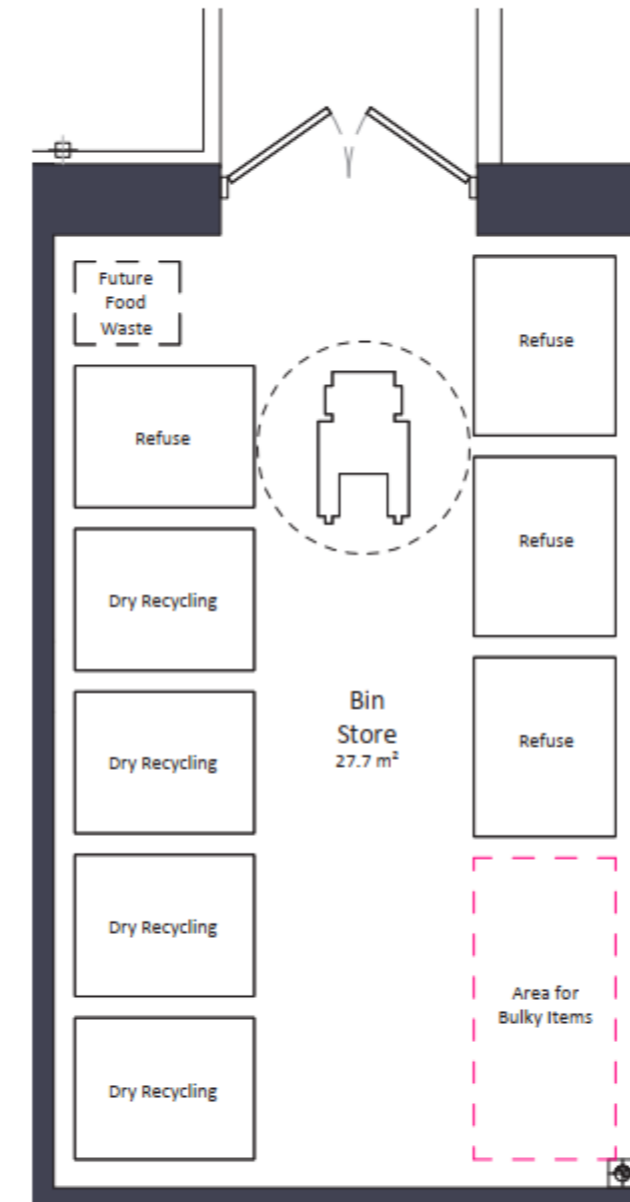 Future
Food
Waste
Refuse
Refuse
Dry Recycling
Refuse
Dry Recycling
Bin
Store
27.7 m²
Refuse
Dry Recycling
Area for
Bulky Items
Dry Recycling